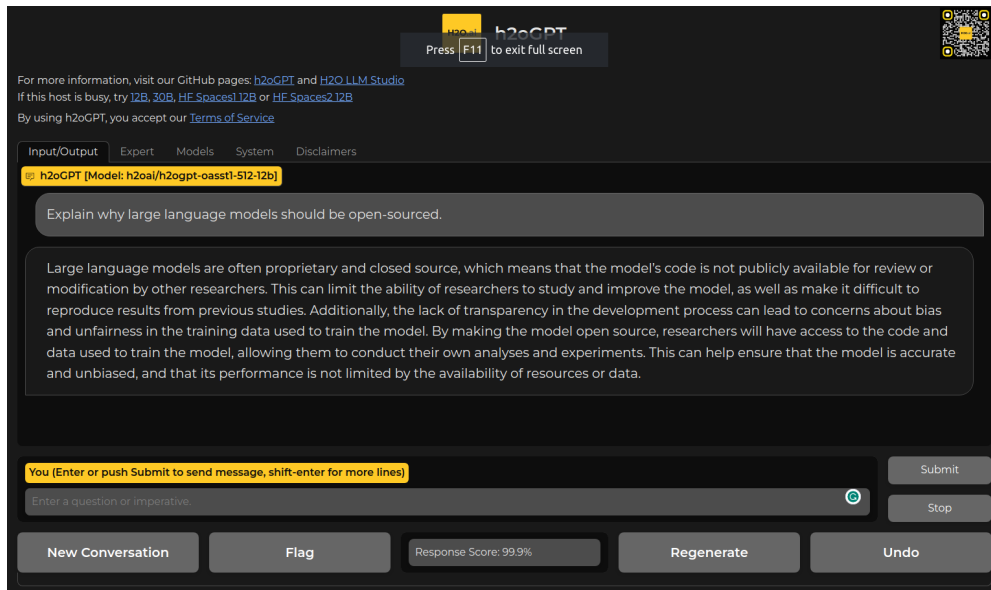 H2O.ai h2oGPT
Press F11 to exit full screen
For more information, visit our GitHub pages: h2oGPT and H2O LLM Studio
If this host is busy, try 12B, 30B, HF Spaces1 12B or HF Spaces2 12B
By using h2oGPT, you accept our Terms of Service
Input/Output Expert Models System Disclaimers
h2oGPT [Model: h2oai/h2ogpt-oasst1-512-12b]
Explain why large language models should be open-sourced.
Large language models are often proprietary and closed source, which means that the model's code is not publicly available for review or
modification by other researchers. This can limit the ability of researchers to study and improve the model, as well as make it difficult to
reproduce results from previous studies. Additionally, the lack of transparency in the development process can lead to concerns about bias
and unfairness in the training data used to train the model. By making the model open source, researchers will have access to the code and
data used to train the model, allowing them to conduct their own analyses and experiments. This can help ensure that the model is accurate
and unbiased, and that its performance is not limited by the availability of resources or data.
You (Enter or push Submit to send message, shift-enter for more lines)
Enter a question or imperative.
Submit
Stop
New Conversation Flag Response Score: 99.9% Regenerate Undo